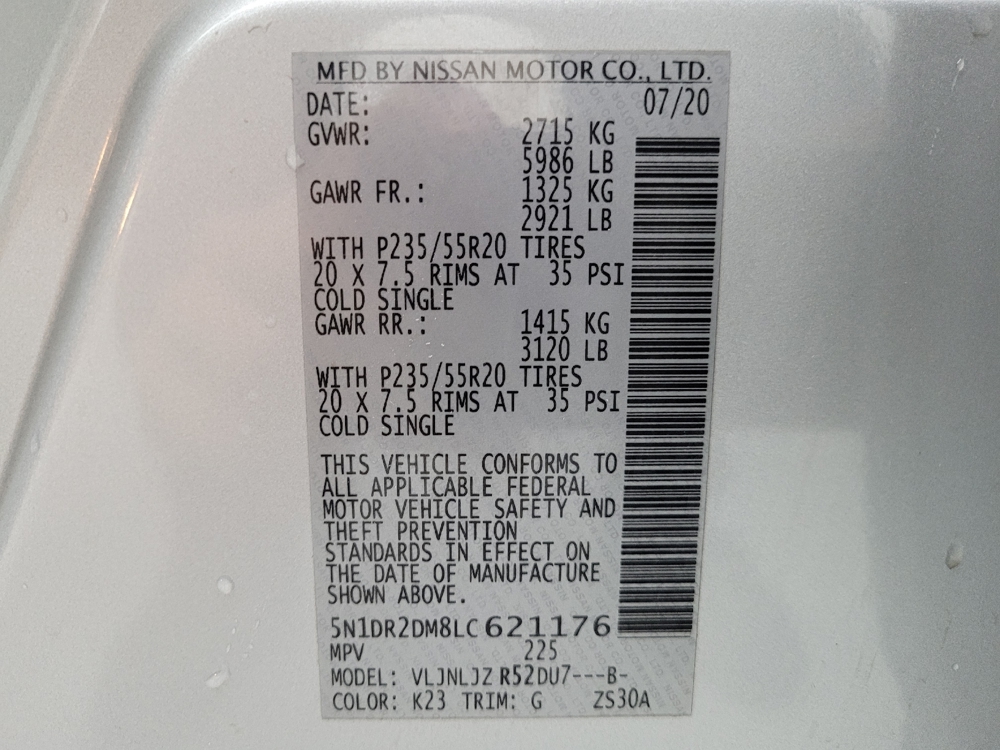 MFD BY NISSAN MOTOR CO., LTD.
DATE: 07/20
GVWR: 2715 KG
5986 LB
GAWR FR.: 1325 KG
2921 LB
WITH P235/55R20 TIRES
20 X 7.5 RIMS AT 35 PSI
COLD SINGLE
GAWR RR.: 1415 KG
3120 LB
WITH P235/55R20 TIRES
20 X 7.5 RIMS AT 35 PSI
COLD SINGLE
THIS VEHICLE CONFORMS TO
ALL APPLICABLE FEDERAL
MOTOR VEHICLE SAFETY AND
THEFT PREVENTION
STANDARDS IN EFFECT ON
THE DATE OF MANUFACTURE
SHOWN ABOVE.
5N1DR2DM8LC621176
MPV 225
MODEL: VLJNLJZ R52DU7---B-
COLOR: K23 TRIM: G ZS30A